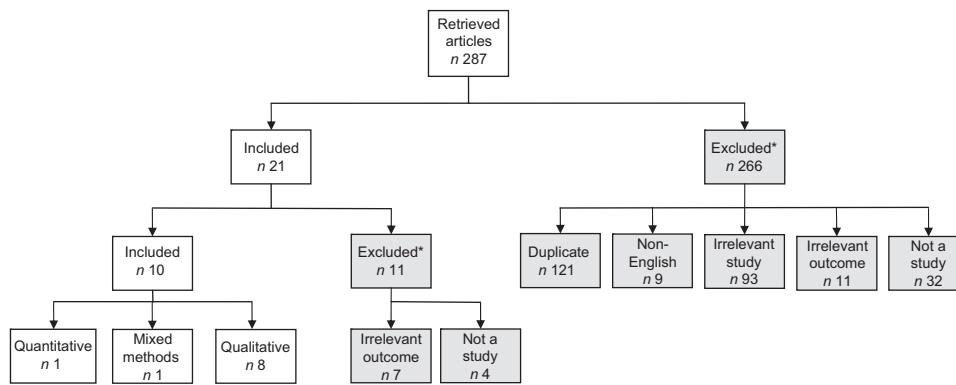 Retrieved
articles
n 287
Included
n 21
Excluded*
n 266
Included
n 10
Excluded*
n 11
Duplicate
n 121
Non-
English
n 9
Irrelevant
study
n 93
Irrelevant
outcome
n 11
Not a
study
n 32
Quantitative
n 1
Mixed
methods
n 1
Qualitative
n 8
Irrelevant
outcome
n 7
Not a
study
n 4